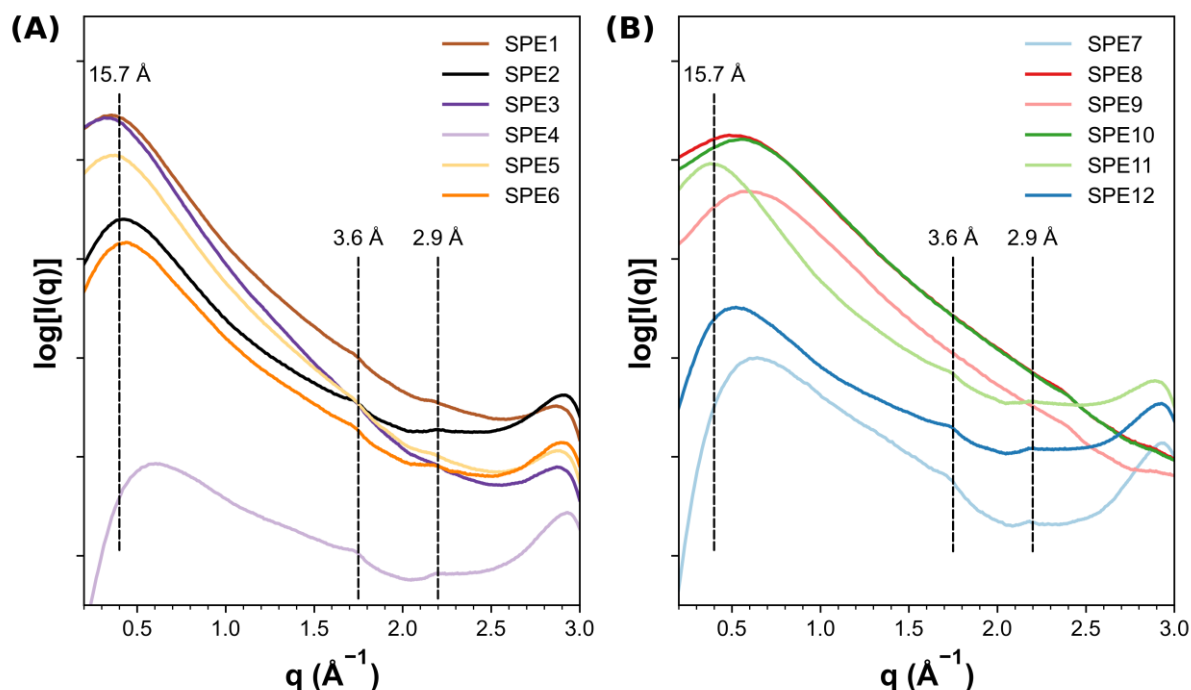 (A)
SPE1
SPE2
SPE3
SPE4
SPE5
SPE6
15.7 Å
3.6 Å
2.9 Å
log[I(q)]
0.5 1.0 1.5 2.0 2.5 3.0
q (Å⁻¹)
(B)
SPE7
SPE8
SPE9
SPE10
SPE11
SPE12
15.7 Å
3.6 Å
2.9 Å
log[I(q)]
0.5 1.0 1.5 2.0 2.5 3.0
q (Å⁻¹)